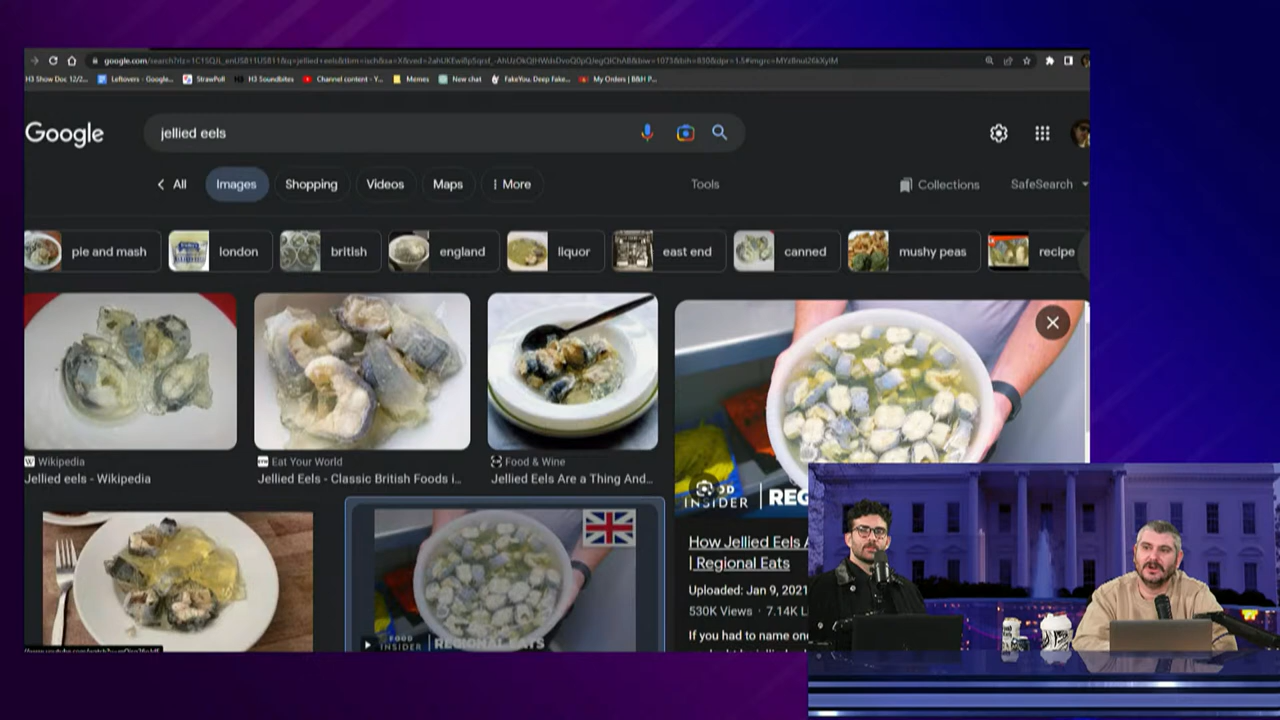 H3 Show Doc 12/2...
Leftovers - Google...
StrawPoll
H3 Soundbites
Channel content - Y...
Memes
New chat
FakeYou. Deep Fake...
My Orders | B&H P...
Google
jellied eels
All
Images
Shopping
Videos
Maps
More
Tools
Collections
SafeSearch
pie and mash
london
british
england
liquor
east end
canned
mushy peas
recipe
Wikipedia
Jellied eels - Wikipedia
Eat Your World
Jellied Eels - Classic British Foods i...
Food & Wine
Jellied Eels Are a Thing And...
INSIDER
REG
How Jellied Eels A
| Regional Eats
Uploaded: Jan 9, 2021
530K Views · 7.14K L
If you had to name one
FOOD
INSIDER
REGIONAL EATS